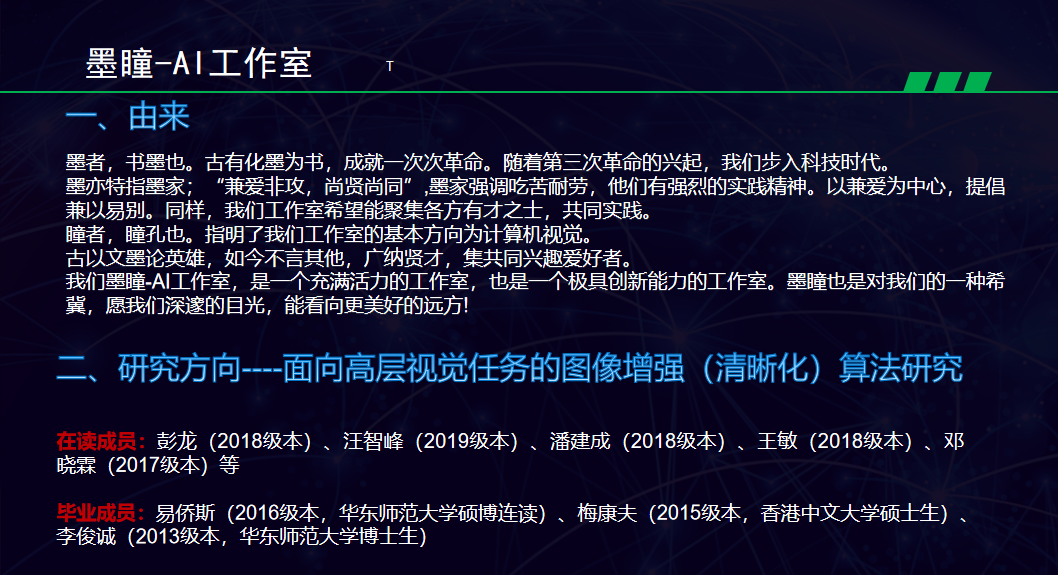 墨瞳-AI工作室
T
一、由来
墨者，书墨也。古有化墨为书，成就一次次革命。随着第三次革命的兴起，我们步入科技时代。
墨亦特指墨家；“兼爱非攻，尚贤尚同”,墨家强调吃苦耐劳，他们有强烈的实践精神。以兼爱为中心，提倡
兼以易别。同样，我们工作室希望能聚集各方有才之士，共同实践。
瞳者，瞳孔也。指明了我们工作室的基本方向为计算机视觉。
古以文墨论英雄，如今不言其他，广纳贤才，集共同兴趣爱好者。
我们墨瞳-AI工作室，是一个充满活力的工作室，也是一个极具创新能力的工作室。墨瞳也是对我们的一种希
冀，愿我们深邃的目光，能看向更美好的远方!
二、研究方向----面向高层视觉任务的图像增强（清晰化）算法研究
在读成员：彭龙（2018级本）、汪智峰（2019级本）、潘建成（2018级本）、王敏（2018级本）、邓
晓霖（2017级本）等
毕业成员：易侨斯（2016级本，华东师范大学硕博连读）、梅康夫（2015级本，香港中文大学硕士生）、
李俊诚（2013级本，华东师范大学博士生）